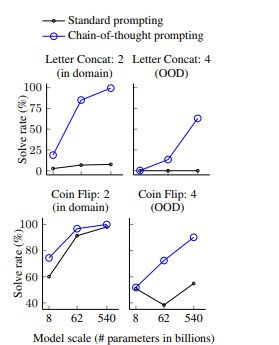 Standard prompting
Chain-of-thought prompting
Letter Concat: 2
(in domain)
Letter Concat: 4
(OOD)
Solve rate (%)
100
75
50
25
0
Coin Flip: 2
(in domain)
Coin Flip: 4
(OOD)
Solve rate (%)
100
80
60
40
8 62 540
8 62 540
Model scale (# parameters in billions)